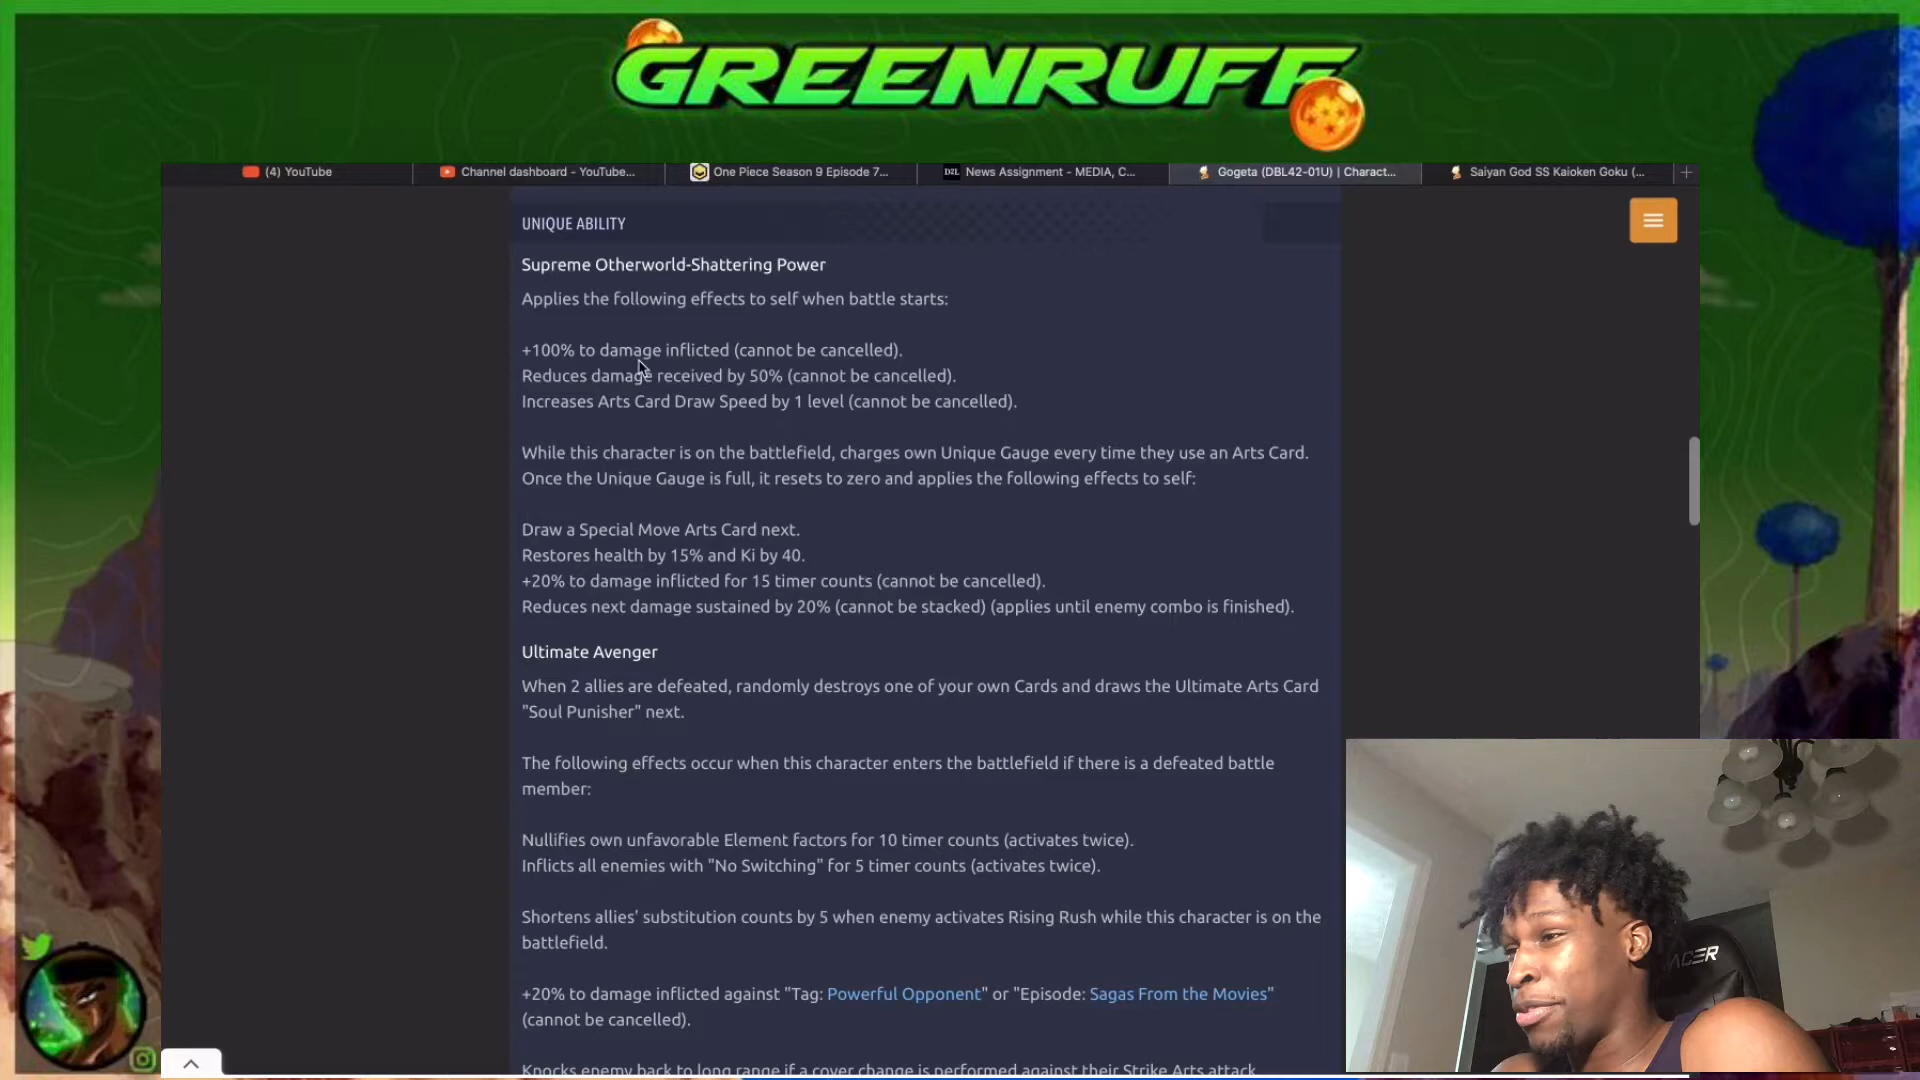 GREENRUFF
(4) YouTube
Channel dashboard - YouTube...
One Piece Season 9 Episode 7...
D2L
News Assignment - MEDIA, C...
Gogeta (DBL42-01U) | Charact...
Saiyan God SS Kaioken Goku (...
UNIQUE ABILITY
Supreme Otherworld-Shattering Power
Applies the following effects to self when battle starts:
+100% to damage inflicted (cannot be cancelled).
Reduces damage received by 50% (cannot be cancelled).
Increases Arts Card Draw Speed by 1 level (cannot be cancelled).
While this character is on the battlefield, charges own Unique Gauge every time they use an Arts Card.
Once the Unique Gauge is full, it resets to zero and applies the following effects to self:
Draw a Special Move Arts Card next.
Restores health by 15% and Ki by 40.
+20% to damage inflicted for 15 timer counts (cannot be cancelled).
Reduces next damage sustained by 20% (cannot be stacked) (applies until enemy combo is finished).
Ultimate Avenger
When 2 allies are defeated, randomly destroys one of your own Cards and draws the Ultimate Arts Card
"Soul Punisher" next.
The following effects occur when this character enters the battlefield if there is a defeated battle
member:
Nullifies own unfavorable Element factors for 10 timer counts (activates twice).
Inflicts all enemies with "No Switching" for 5 timer counts (activates twice).
Shortens allies' substitution counts by 5 when enemy activates Rising Rush while this character is on the
battlefield.
+20% to damage inflicted against "Tag: Powerful Opponent" or "Episode: Sagas From the Movies"
(cannot be cancelled).
Knocks enemy back to long range if a cover change is performed against their Strike Arts attack
ACER